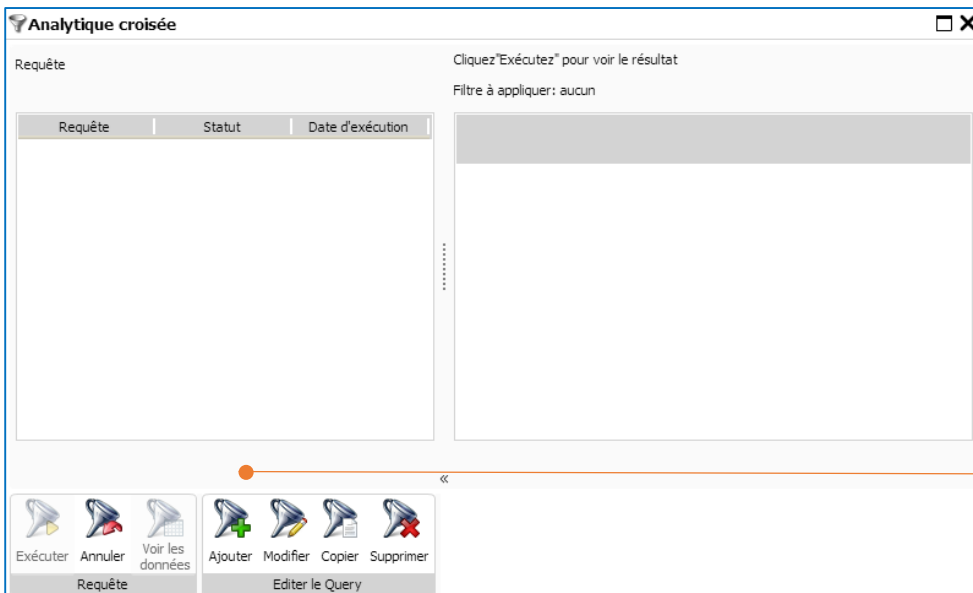 Analytique croisée
Requête
Cliquez"Exécutez" pour voir le résultat
Filtre à appliquer: aucun
Requête Statut Date d'exécution
«
Exécuter Annuler Voir les données Ajouter Modifier Copier Supprimer
Requête Editer le Query